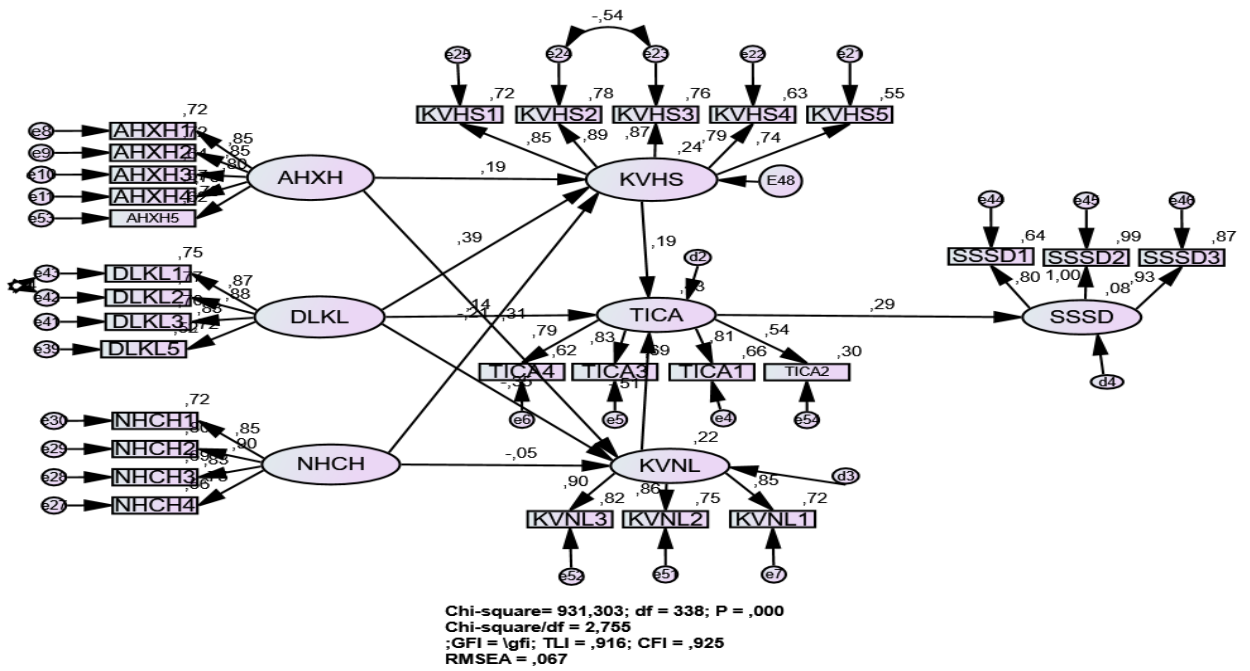 -,54
e25 e24 e23 e22 e21
,72 ,78 ,76 ,63 ,55
KVHS1 KVHS2 KVHS3 KVHS4 KVHS5
,85 ,89 ,87 ,79 ,74
,72
e8 AHXH1 ,85
e9 AHXH2 ,85
e10 AHXH3 ,80
e11 AHXH4
e53 AHXH5
AHXH ,19 KVHS ,24 E48
e44 e45 e46
,64 ,99 ,87
SSSD1 SSSD2 SSSD3
,80 1,00 ,93
,39 ,19 d2
,75
e43 DLKL1 ,87
e42 DLKL2 ,88
e41 DLKL3 ,88
e39 DLKL5
DLKL ,14 -,21 ,31 TICA ,29 SSSD ,08
d4
,79 ,83 ,69 ,81 ,54
,62 ,66 ,30
TICA4 TICA3 TICA1 TICA2
-,51
e6 e5 e4 e54
,72
e30 NHCH1 ,85
e29 NHCH2 ,90
e28 NHCH3 ,83
e27 NHCH4
NHCH -,05 KVNL ,22 d3
,90 ,86 ,85
,82 ,75 ,72
KVNL3 KVNL2 KVNL1
e52 e51 e7
Chi-square= 931,303; df = 338; P = ,000
Chi-square/df = 2,755
;GFI = \gfi; TLI = ,916; CFI = ,925
RMSEA = ,067